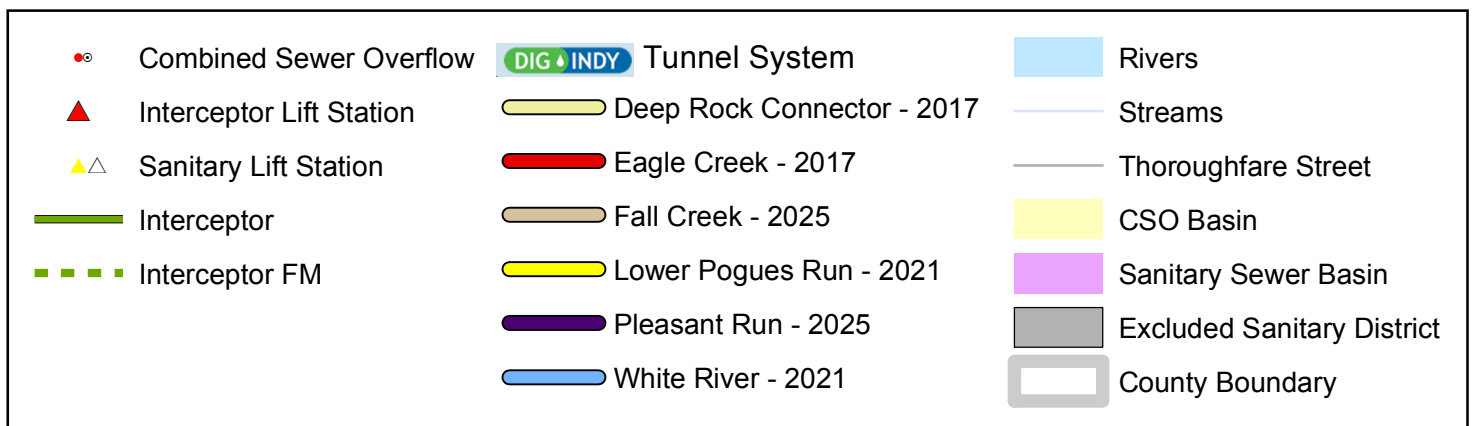 Combined Sewer Overflow
Interceptor Lift Station
Sanitary Lift Station
Interceptor
Interceptor FM
DIG INDY Tunnel System
Deep Rock Connector - 2017
Eagle Creek - 2017
Fall Creek - 2025
Lower Pogues Run - 2021
Pleasant Run - 2025
White River - 2021
Rivers
Streams
Thoroughfare Street
CSO Basin
Sanitary Sewer Basin
Excluded Sanitary District
County Boundary